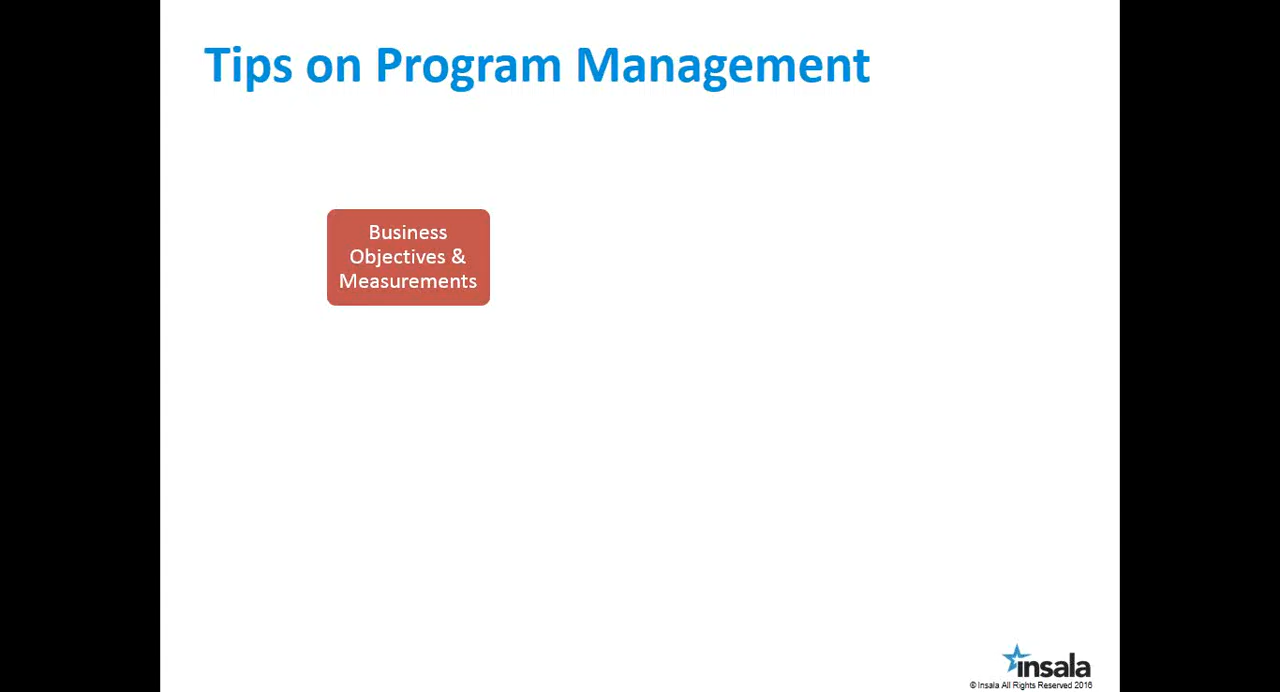 Tips on Program Management
Business
Objectives &
Measurements
insala
© Insala All Rights Reserved 2016